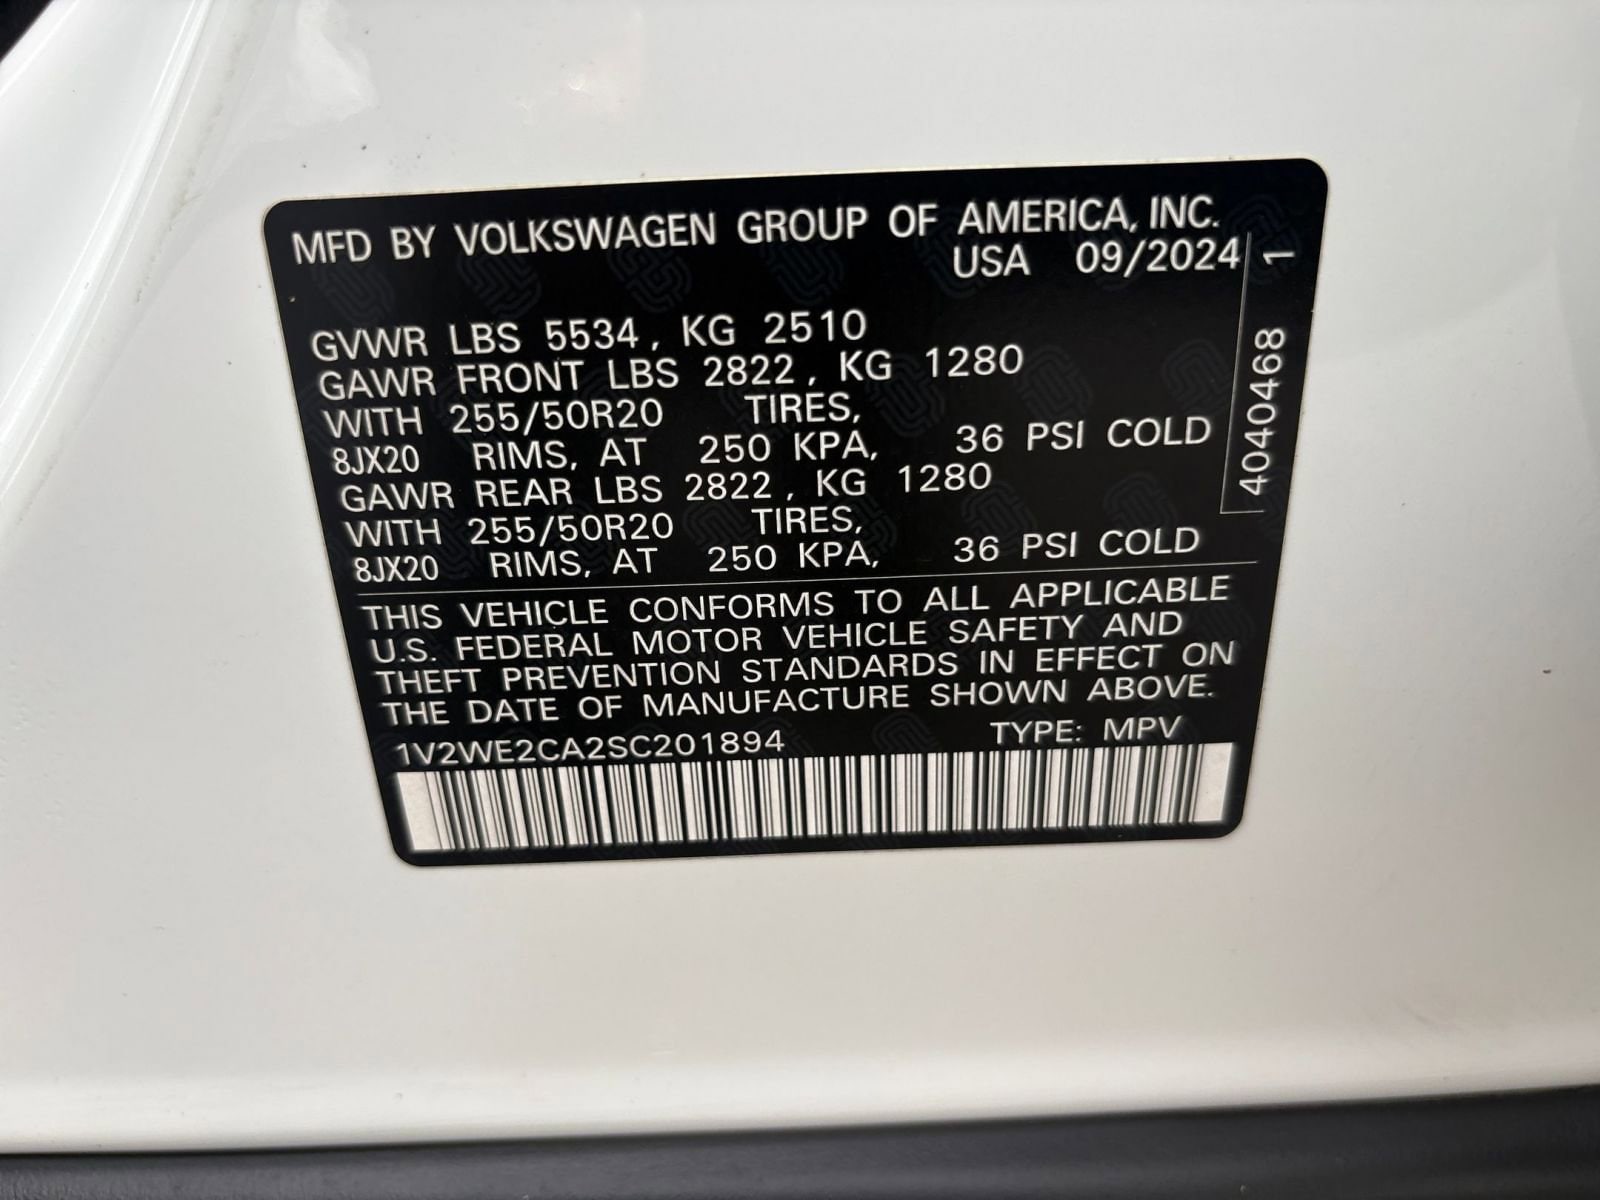 MFD BY VOLKSWAGEN GROUP OF AMERICA, INC.
USA 09/2024
GVWR LBS 5534, KG 2510
GAWR FRONT LBS 2822, KG 1280
WITH 255/50R20 TIRES,
8JX20 RIMS, AT 250 KPA, 36 PSI COLD
GAWR REAR LBS 2822, KG 1280
WITH 255/50R20 TIRES,
8JX20 RIMS, AT 250 KPA, 36 PSI COLD
4040468 1
THIS VEHICLE CONFORMS TO ALL APPLICABLE
U.S. FEDERAL MOTOR VEHICLE SAFETY AND
THEFT PREVENTION STANDARDS IN EFFECT ON
THE DATE OF MANUFACTURE SHOWN ABOVE.
1V2WE2CA2SC201894 TYPE: MPV